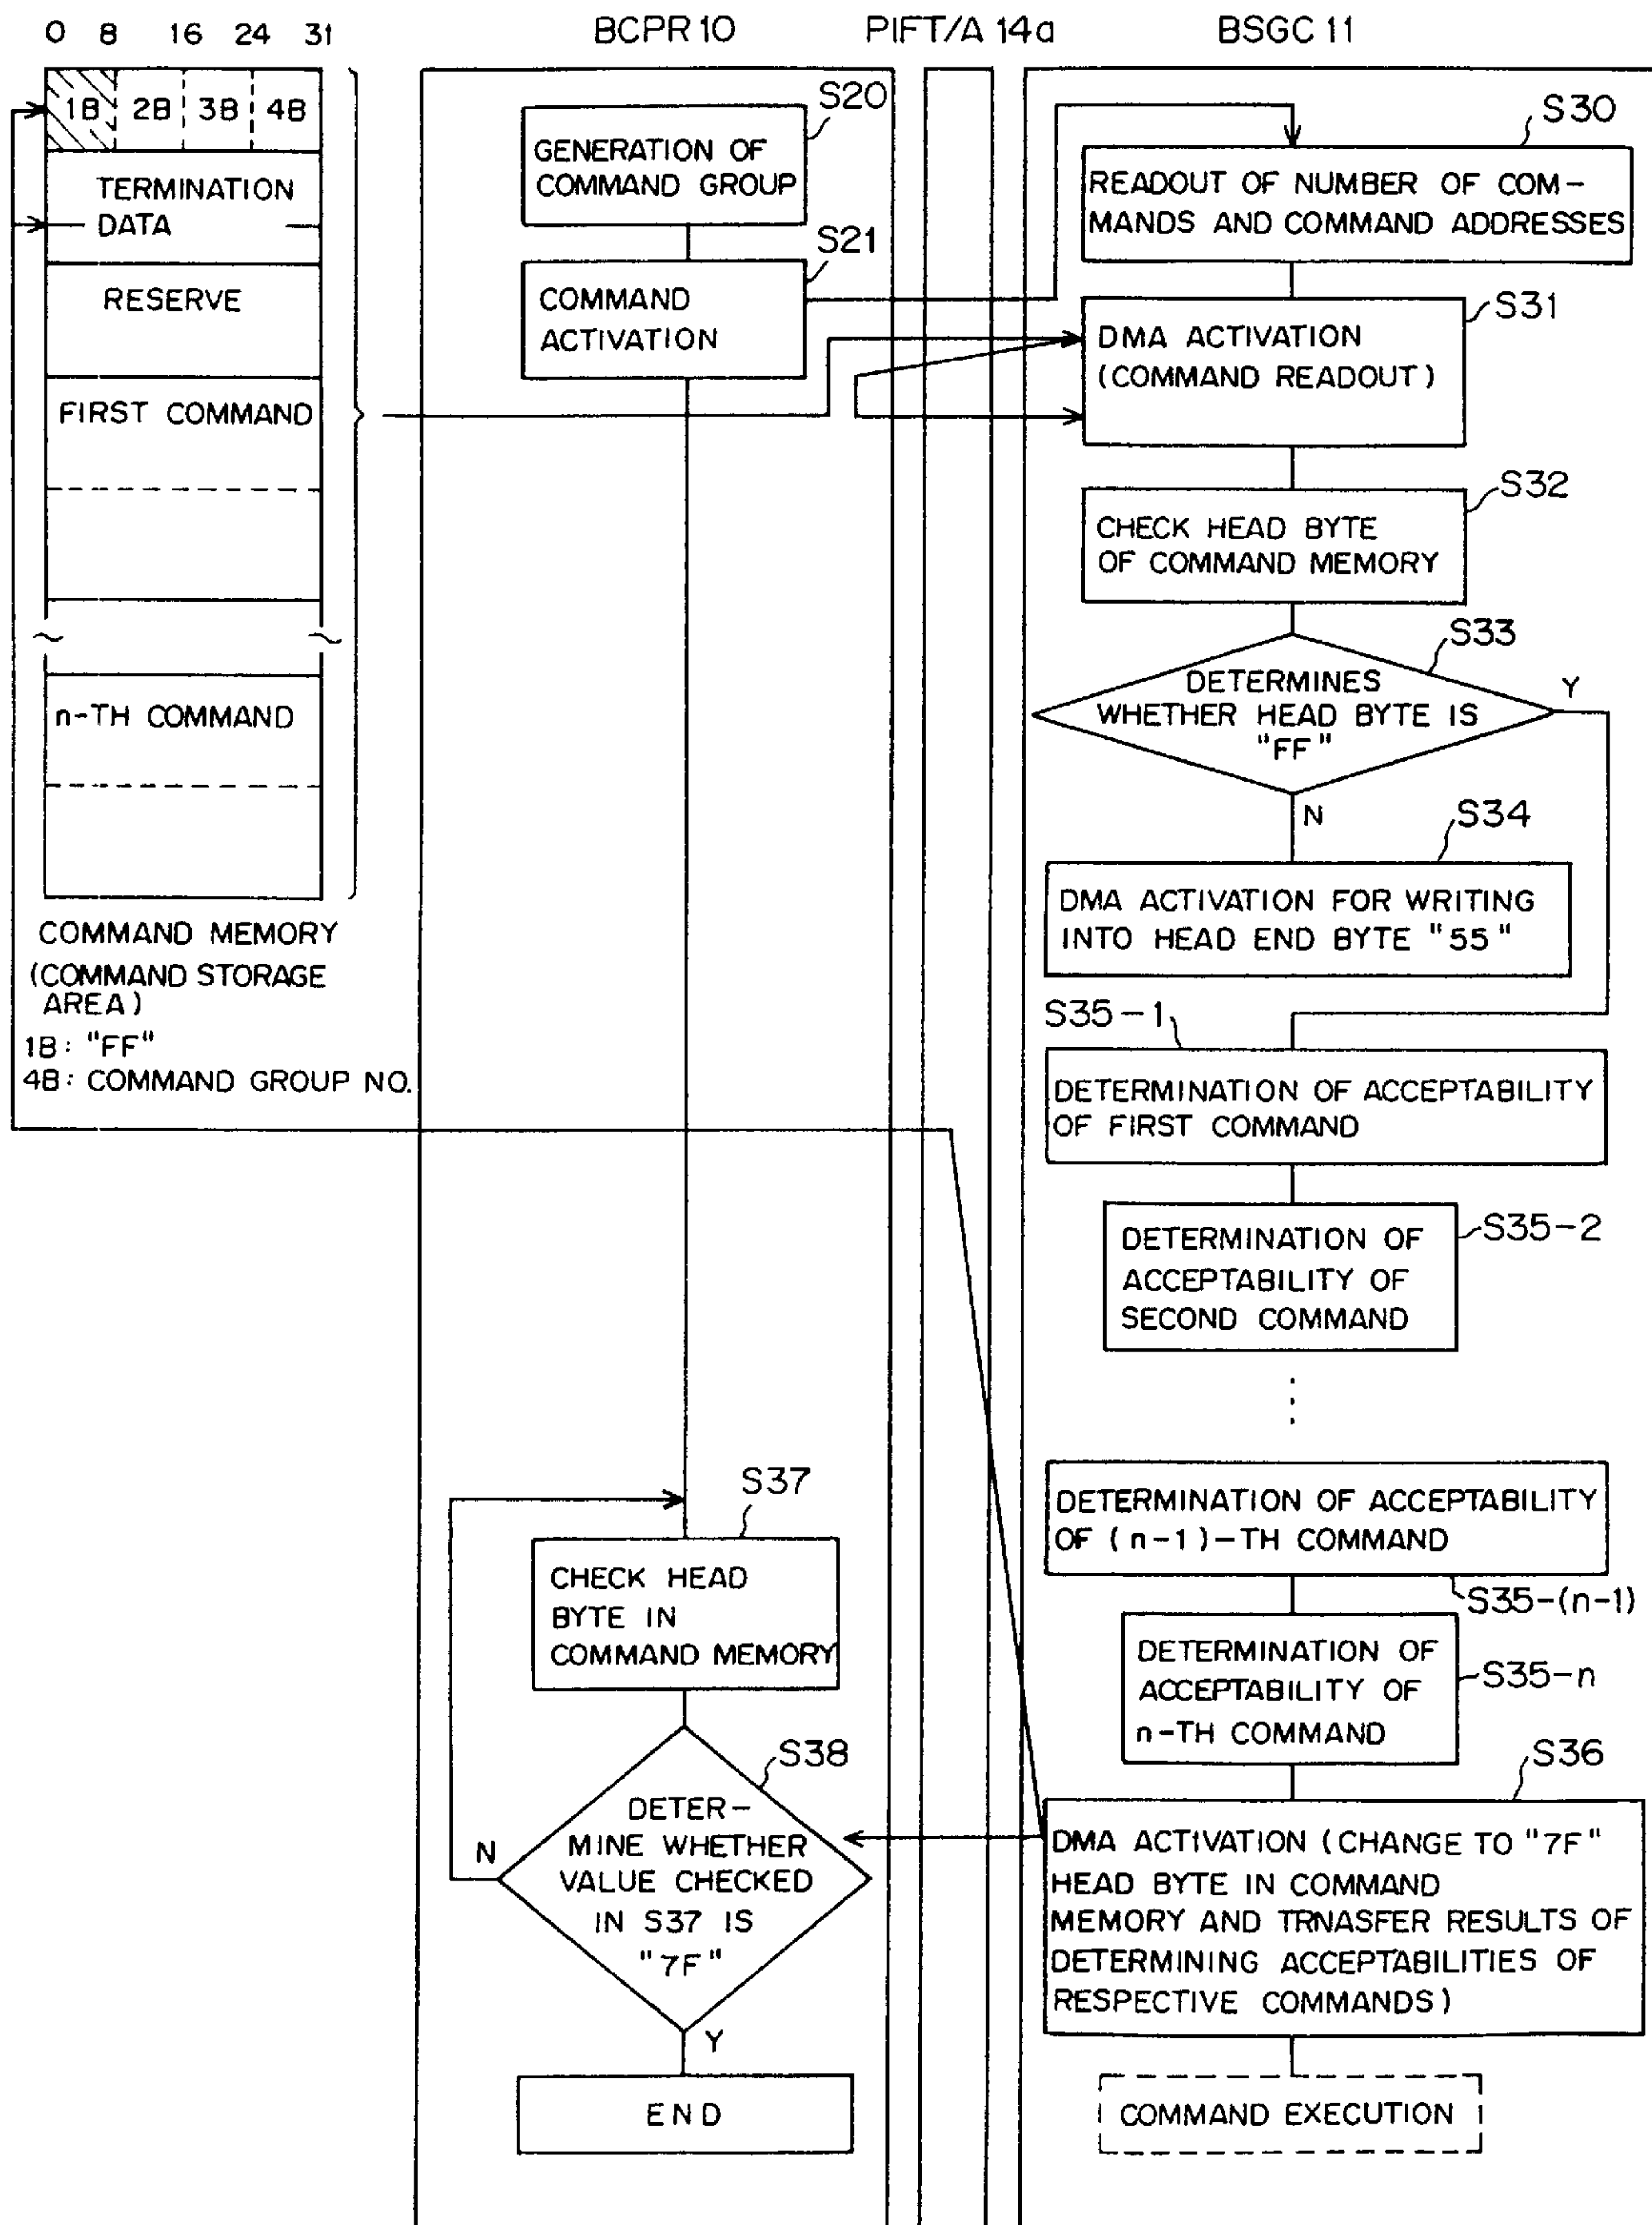 0 8 16 24 31
1B 2B 3B 4B
TERMINATION
DATA
RESERVE
FIRST COMMAND
n-TH COMMAND
COMMAND MEMORY
(COMMAND STORAGE
AREA)
1B: "FF"
4B: COMMAND GROUP NO.
BCPR 10
S20
GENERATION OF
COMMAND GROUP
S21
COMMAND
ACTIVATION
S37
CHECK HEAD
BYTE IN
COMMAND MEMORY
S38
DETER-
MINE WHETHER
VALUE CHECKED
IN S37 IS
"7F"
N
Y
END
PIFT/A 14a
BSGC 11
S30
READOUT OF NUMBER OF COM-
MANDS AND COMMAND ADDRESSES
S31
DMA ACTIVATION
(COMMAND READOUT)
S32
CHECK HEAD BYTE
OF COMMAND MEMORY
S33
DETERMINES
WHETHER HEAD BYTE IS
"FF"
Y
N
S34
DMA ACTIVATION FOR WRITING
INTO HEAD END BYTE "55"
S35-1
DETERMINATION OF ACCEPTABILITY
OF FIRST COMMAND
S35-2
DETERMINATION OF
ACCEPTABILITY OF
SECOND COMMAND
DETERMINATION OF ACCEPTABILITY
OF (n-1)-TH COMMAND
S35-(n-1)
DETERMINATION OF
ACCEPTABILITY OF
n-TH COMMAND
S35-n
S36
DMA ACTIVATION (CHANGE TO "7F"
HEAD BYTE IN COMMAND
MEMORY AND TRNASFER RESULTS OF
DETERMINING ACCEPTABILITIES OF
RESPECTIVE COMMANDS)
COMMAND EXECUTION